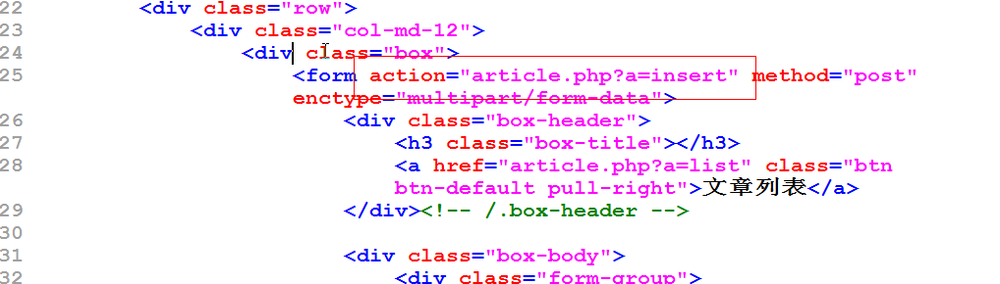 22 <div class="row">
23 <div class="col-md-12">
24 <div class="box">
25 <form action="article.php?a=insert" method="post"
enctype="multipart/form-data">
26 <div class="box-header">
27 <h3 class="box-title"></h3>
28 <a href="article.php?a=list" class="btn
btn-default pull-right">文章列表</a>
29 </div><!-- /.box-header -->
30
31 <div class="box-body">
32 <div class="form-group">